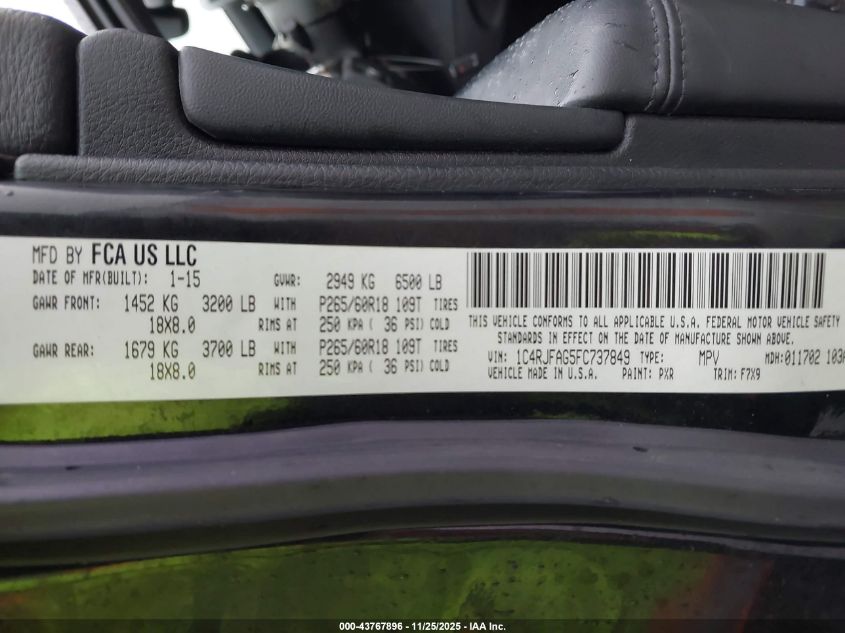 MFD BY FCA US LLC
DATE OF MFR(BUILT): 1-15 GVWR: 2949 KG 6500 LB
GAWR FRONT: 1452 KG 3200 LB WITH P265/60R18 109T TIRES
18X8.0 RIMS AT 250 KPA ( 36 PSI) COLD
GAWR REAR: 1679 KG 3700 LB WITH P265/60R18 109T TIRES
18X8.0 RIMS AT 250 KPA ( 36 PSI) COLD
THIS VEHICLE CONFORMS TO ALL APPLICABLE U.S.A. FEDERAL MOTOR VEHICLE SAFETY
STANDARDS IN EFFECT ON THE DATE OF MANUFACTURE SHOWN ABOVE.
VIN: 1C4RJFAG5FC737849 TYPE: MPV MDH: 011702
VEHICLE MADE IN U.S.A. PAINT: PXR TRIM: F7X9
000-43767896 - 11/25/2025 - IAA Inc.